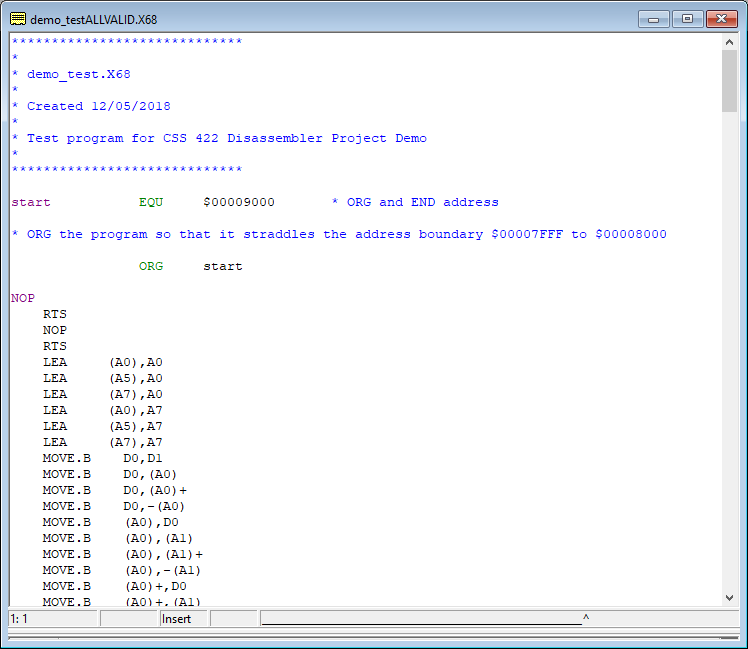 demo_testALLVALID.X68
*****************************
*
* demo_test.X68
*
* Created 12/05/2018
*
* Test program for CSS 422 Disassembler Project Demo
*
*****************************
start EQU $00009000 * ORG and END address
* ORG the program so that it straddles the address boundary $00007FFF to $00008000
ORG start
NOP
RTS
NOP
RTS
LEA (A0),A0
LEA (A5),A0
LEA (A7),A0
LEA (A0),A7
LEA (A5),A7
LEA (A7),A7
MOVE.B D0,D1
MOVE.B D0,(A0)
MOVE.B D0,(A0)+
MOVE.B D0,-(A0)
MOVE.B (A0),D0
MOVE.B (A0),(A1)
MOVE.B (A0),(A1)+
MOVE.B (A0),-(A1)
MOVE.B (A0)+,D0
MOVE.B (A0)+,(A1)
1: 1 Insert ^